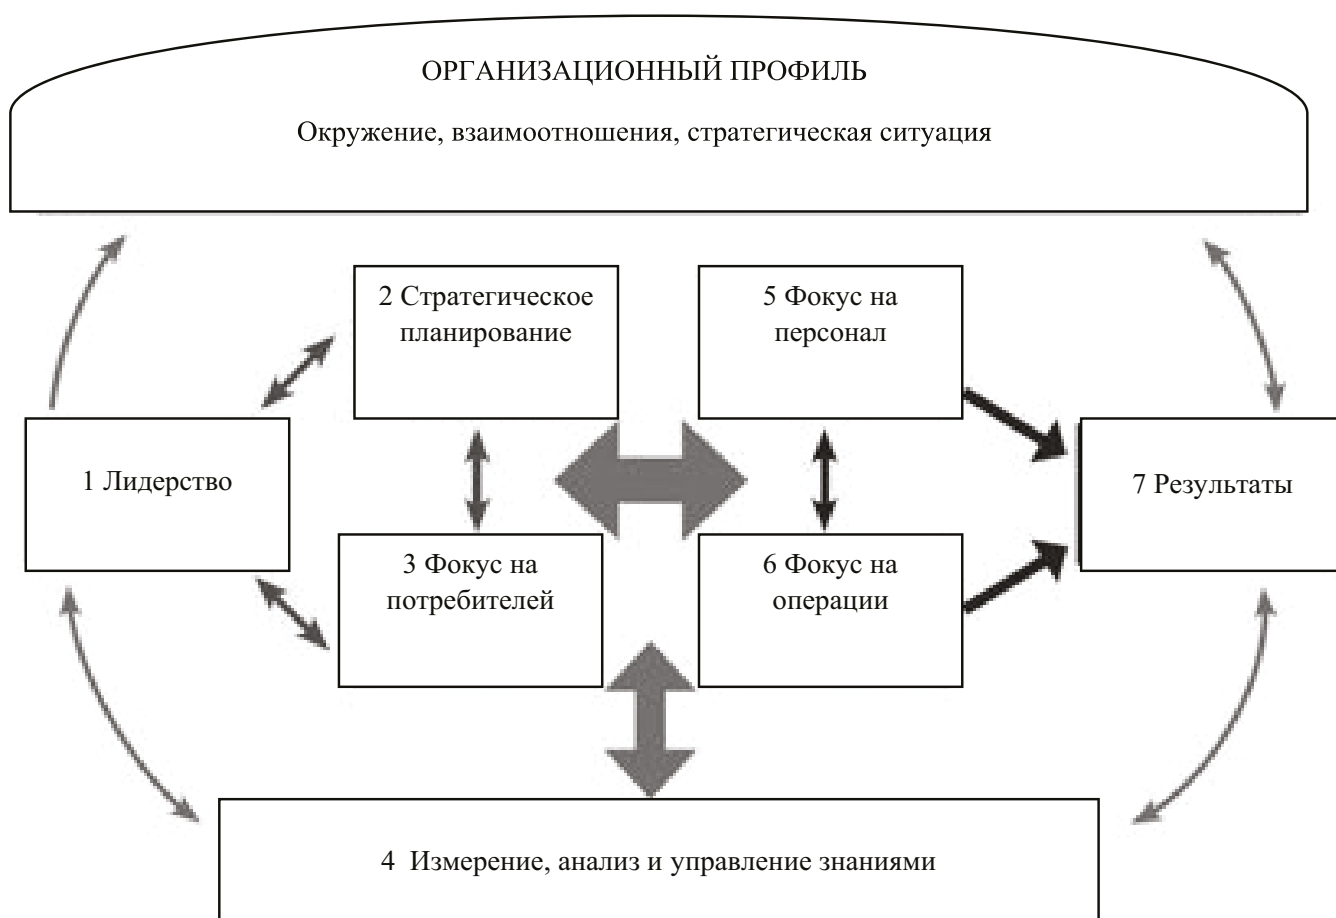 ОРГАНИЗАЦИОННЫЙ ПРОФИЛЬ
Окружение, взаимоотношения, стратегическая ситуация
2 Стратегическое
планирование
5 Фокус на
персонал
1 Лидерство
7 Результаты
3 Фокус на
потребителей
6 Фокус на
операции
4 Измерение, анализ и управление знаниями